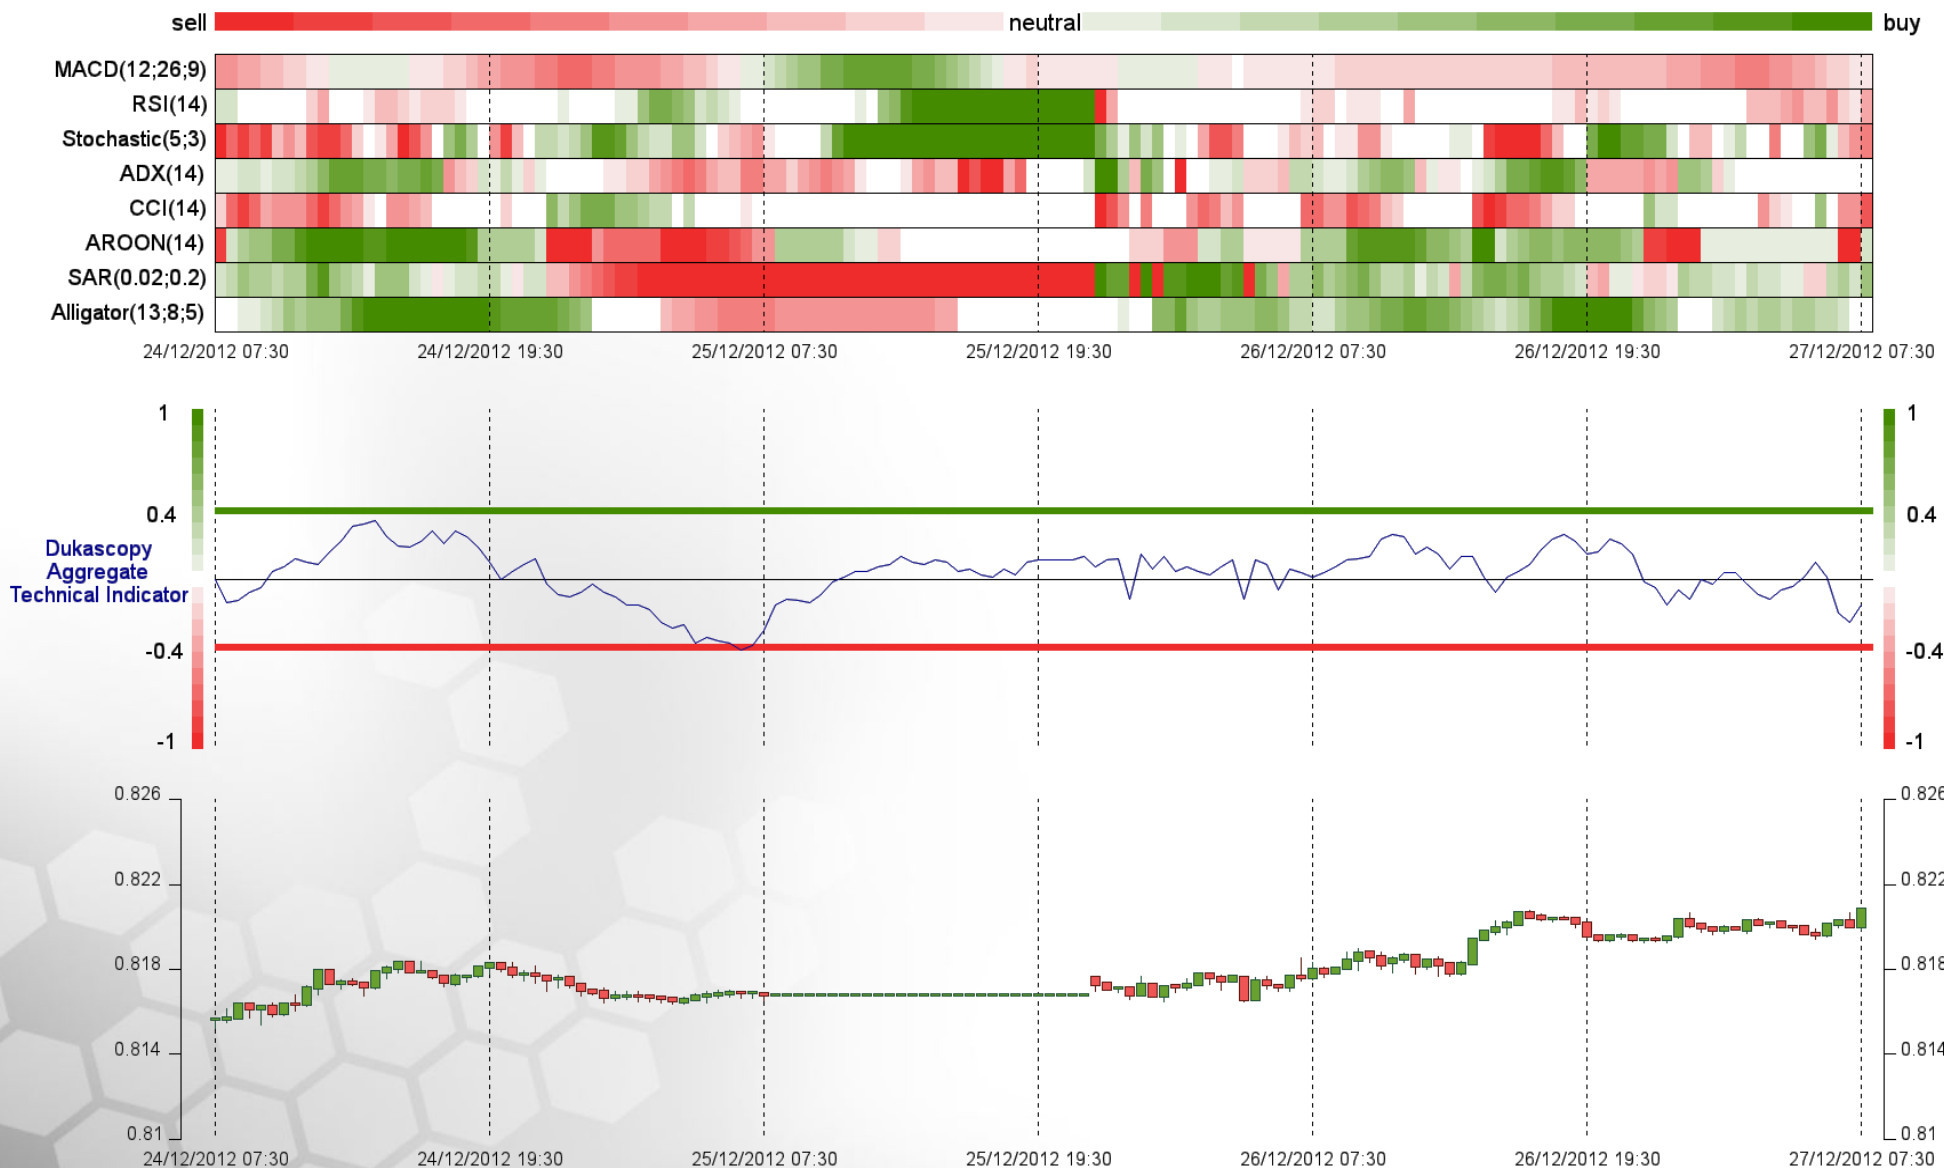 sell neutral buy
MACD(12;26;9)
RSI(14)
Stochastic(5;3)
ADX(14)
CCI(14)
AROON(14)
SAR(0.02;0.2)
Alligator(13;8;5)
24/12/2012 07:30 24/12/2012 19:30 25/12/2012 07:30 25/12/2012 19:30 26/12/2012 07:30 26/12/2012 19:30 27/12/2012 07:30
1 1
0.4 0.4
Dukascopy
Aggregate
Technical Indicator
-0.4 -0.4
-1 -1
0.826 0.826
0.822 0.822
0.818 0.818
0.814 0.814
0.81 0.81
24/12/2012 07:30 24/12/2012 19:30 25/12/2012 07:30 25/12/2012 19:30 26/12/2012 07:30 26/12/2012 19:30 27/12/2012 07:30